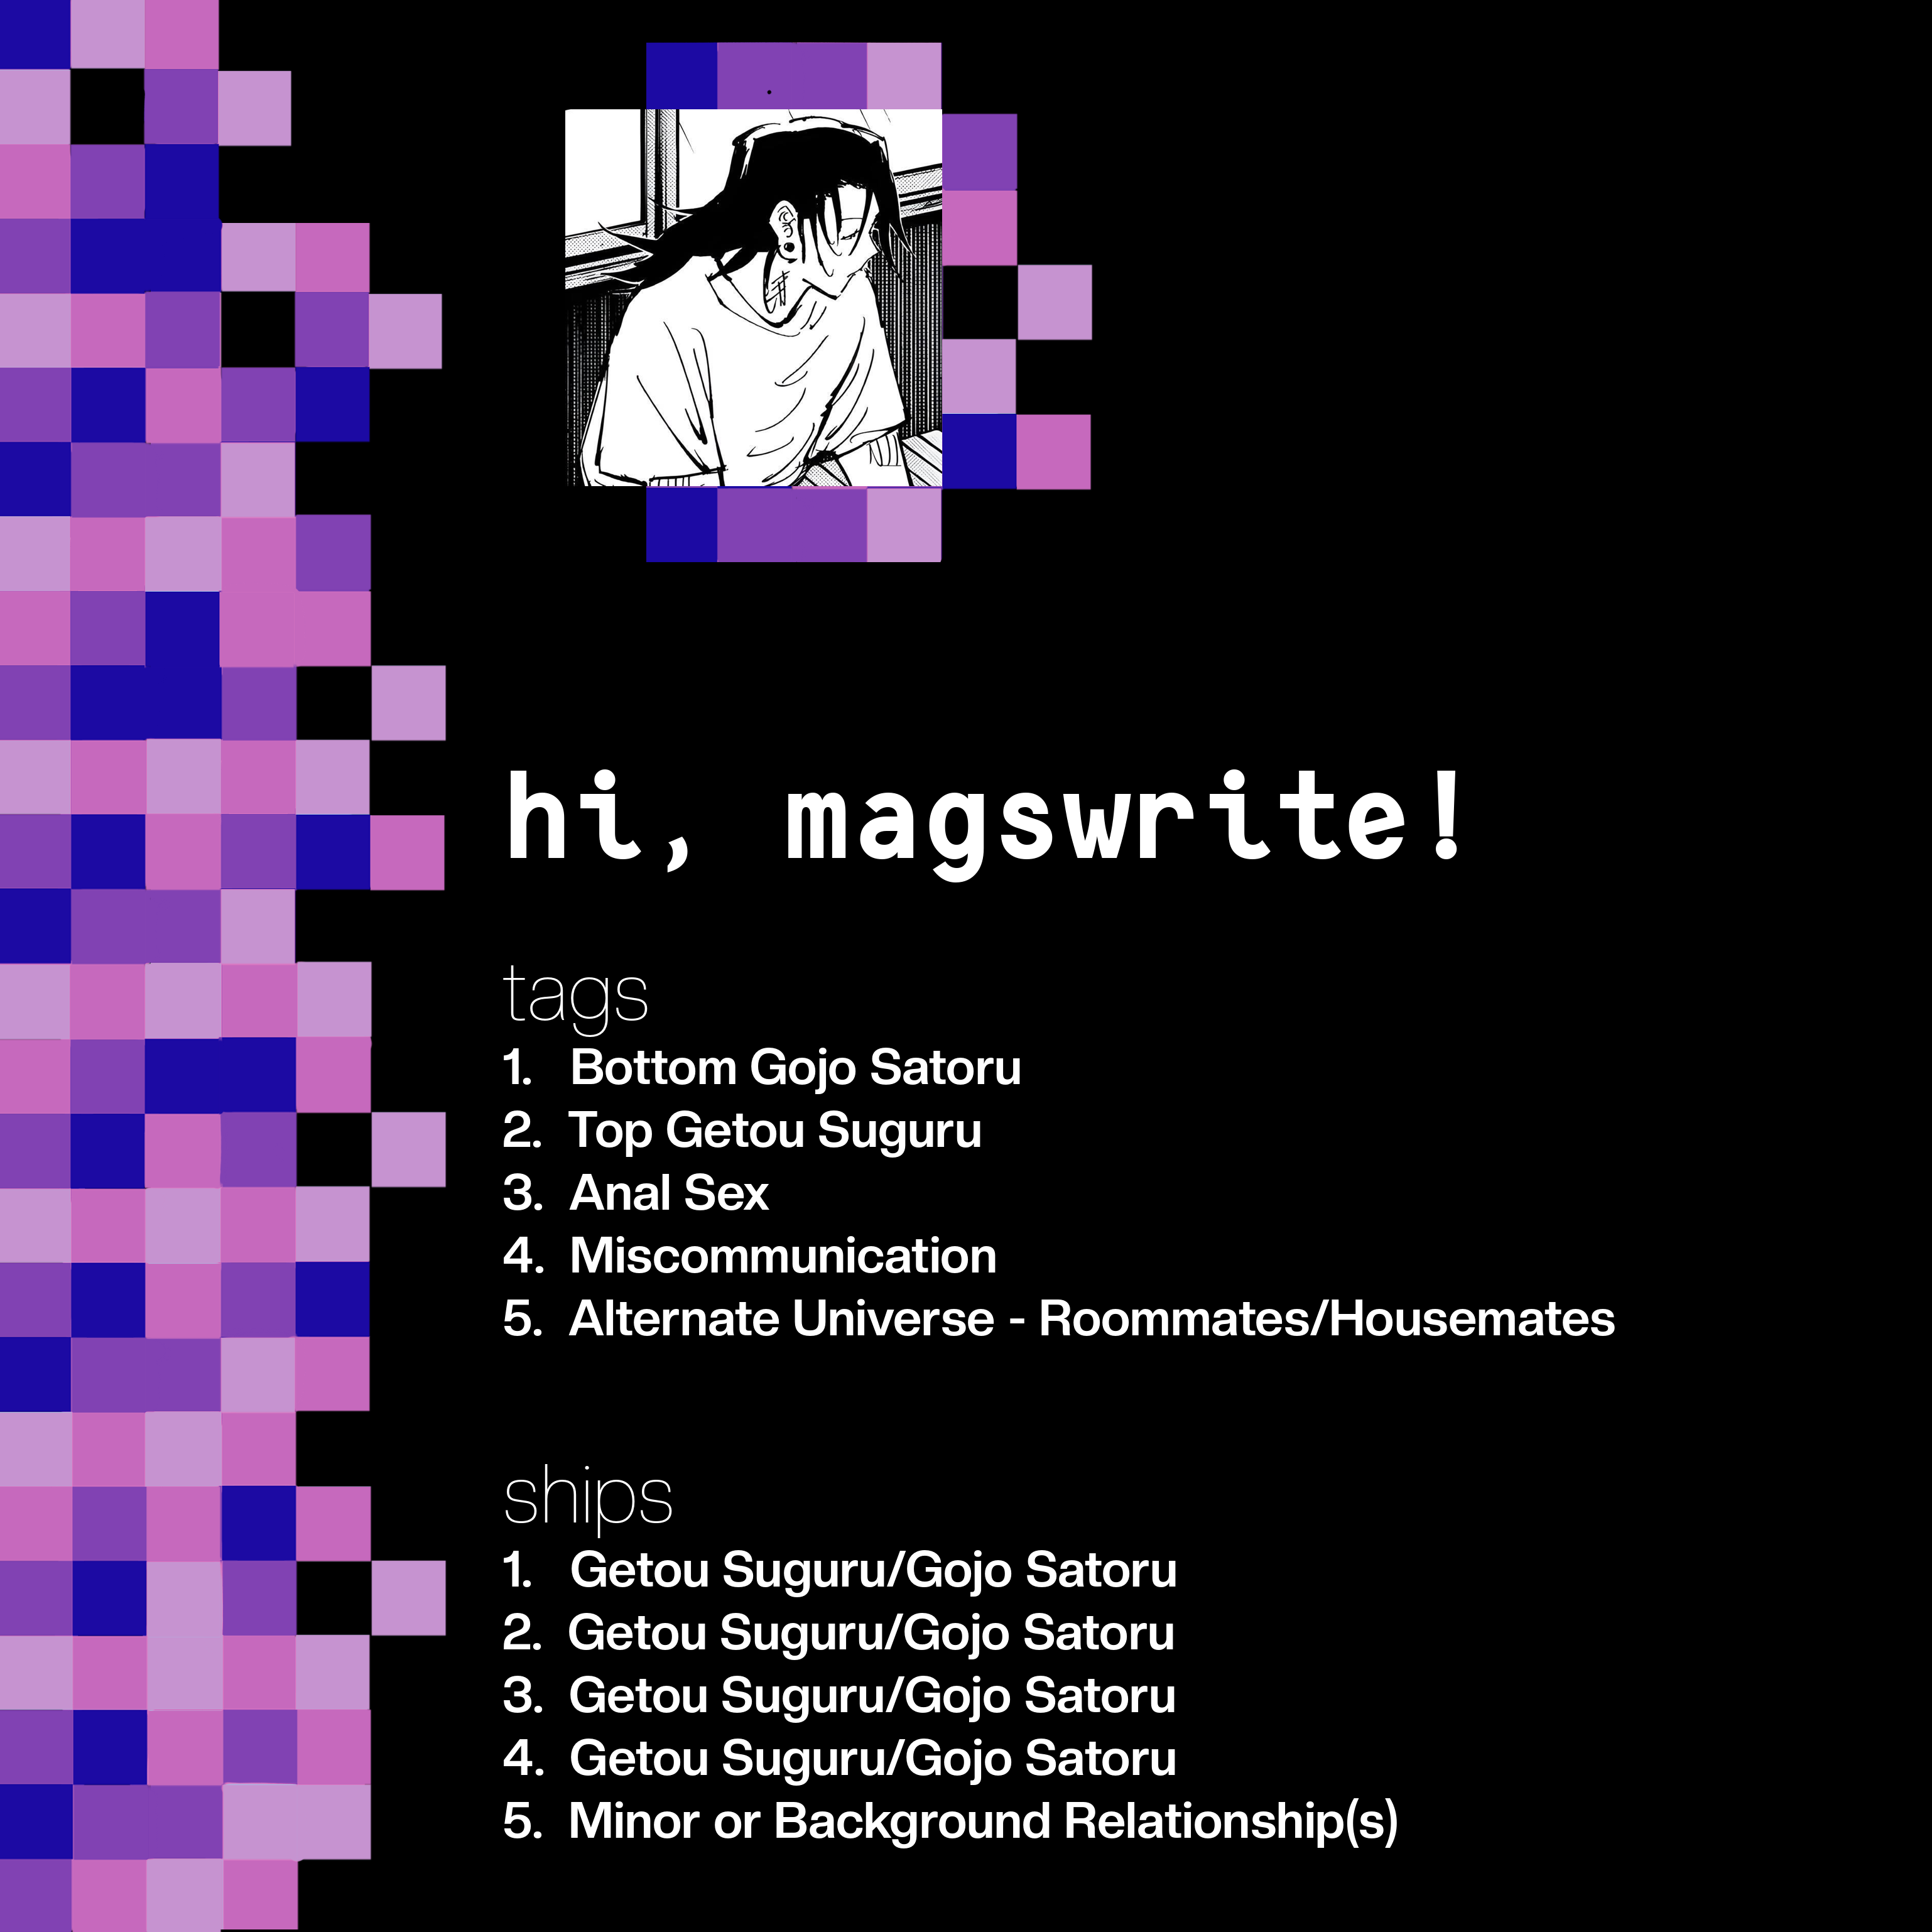 hi, magswrite!
tags
1. Bottom Gojo Satoru
2. Top Getou Suguru
3. Anal Sex
4. Miscommunication
5. Alternate Universe - Roommates/Housemates
ships
1. Getou Suguru/Gojo Satoru
2. Getou Suguru/Gojo Satoru
3. Getou Suguru/Gojo Satoru
4. Getou Suguru/Gojo Satoru
5. Minor or Background Relationship(s)